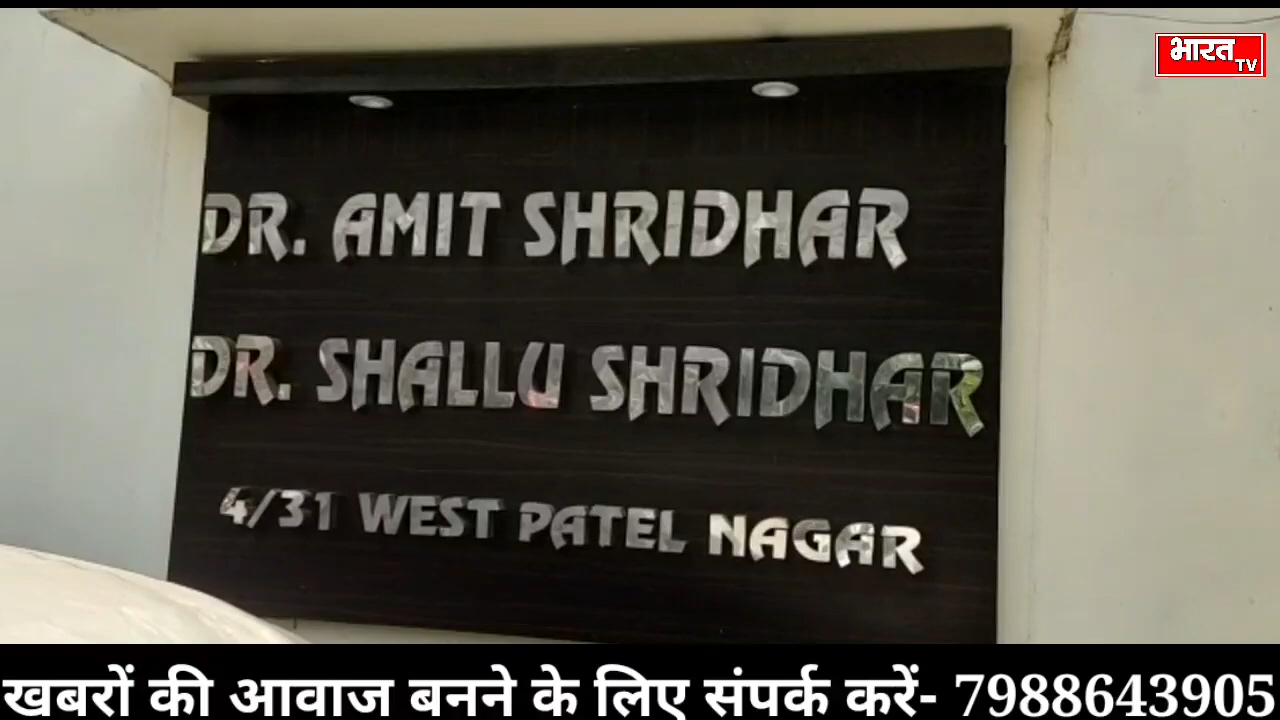 भारत TV
DR. AMIT SHRIDHAR
DR. SHALLU SHRIDHAR
4/31 WEST PATEL NAGAR
खबरों की आवाज बनने के लिए संपर्क करें- 7988643905